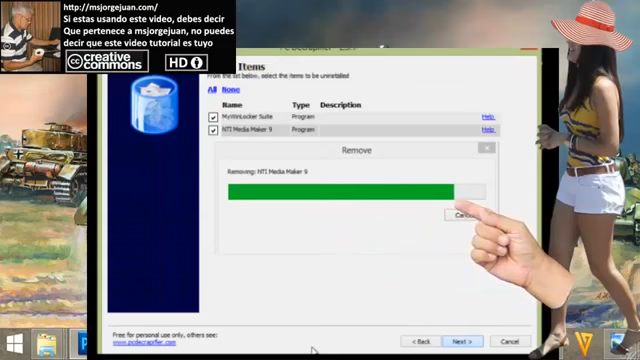 http://msjorgejuan.com/
Si estas usando este video, debes decir
Que pertenece a msjorgejuan, no puedes
decir que este video tutorial es tuyo
creative
commons
HD
Items
From the list below, select the items to be uninstalled
All None
Name Type Description
MyWinLocker Suite Program Help
NTI Media Maker 9 Program Help
Remove
Removing: NTI Media Maker 9
Free for personal use only, others see:
www.pcdecrapifier.com
< Back Next > Cancel